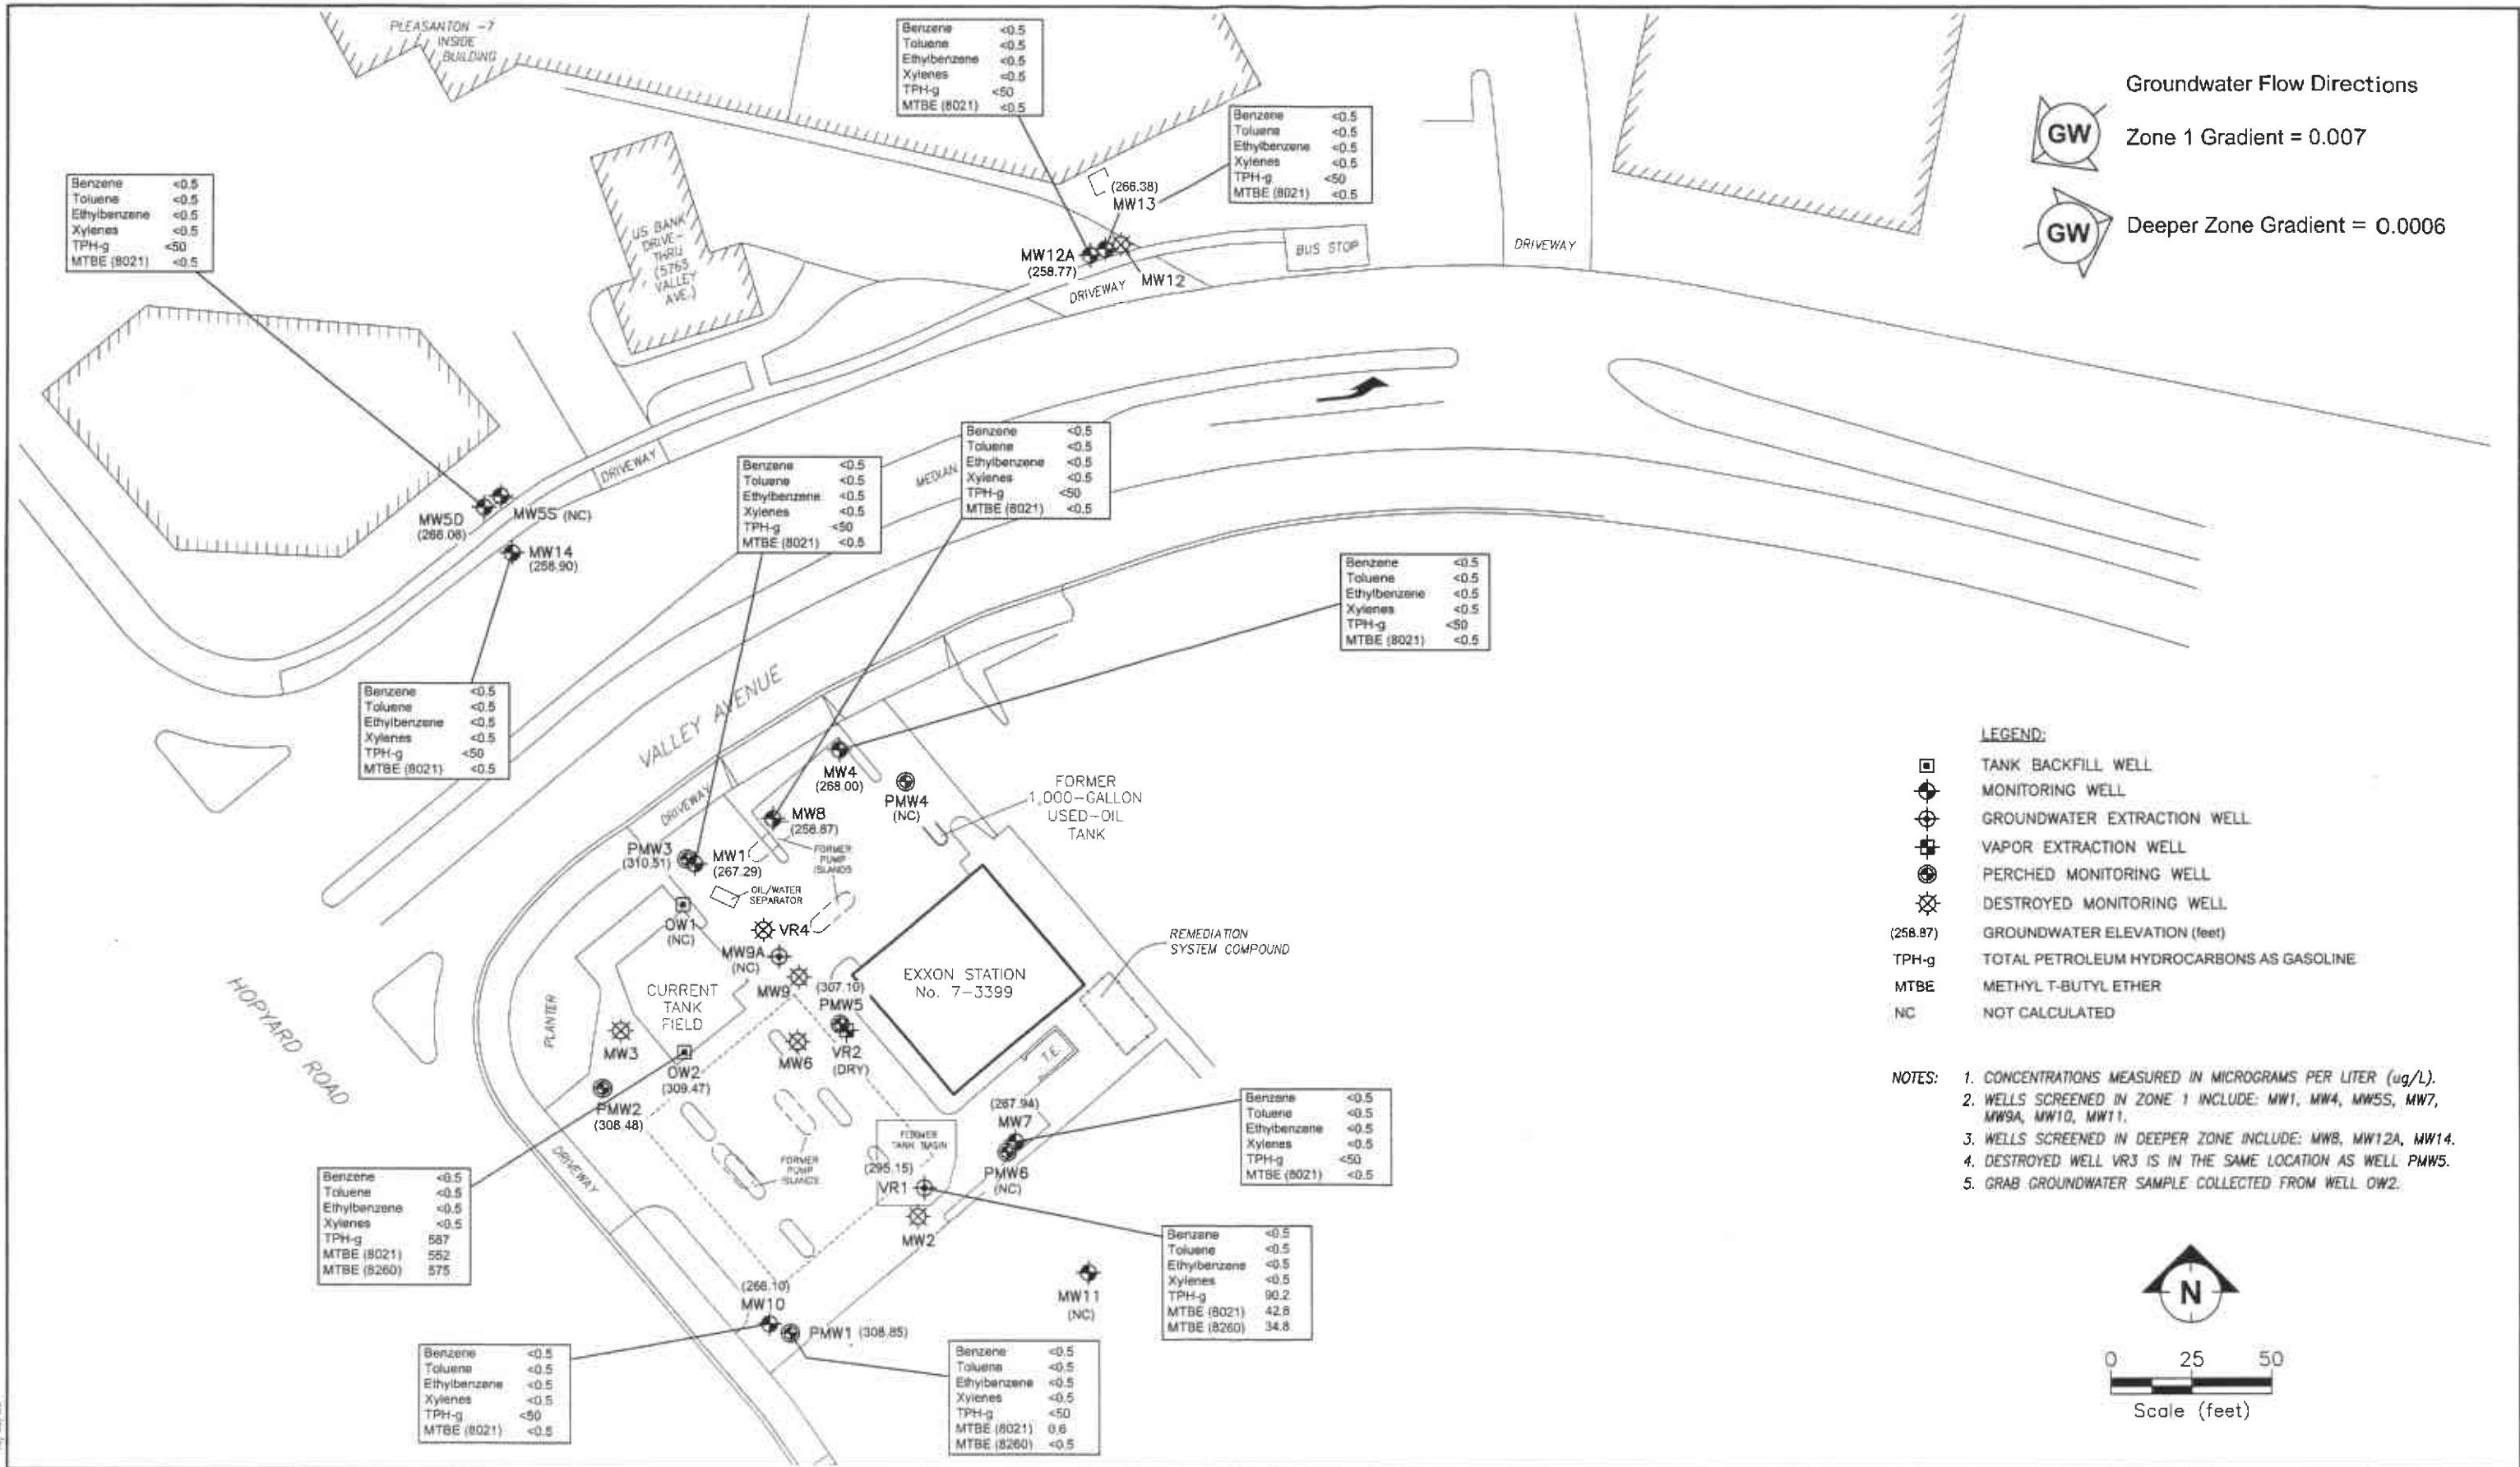 PLEASANTON -7
INSIDE
BUILDING
Benzene <0.5
Toluene <0.5
Ethylbenzene <0.5
Xylenes <0.5
TPH-g <50
MTBE (8021) <0.5
Benzene <0.5
Toluene <0.5
Ethylbenzene <0.5
Xylenes <0.5
TPH-g <50
MTBE (8021) <0.5
Groundwater Flow Directions
GW
Zone 1 Gradient = 0.007
GW
Deeper Zone Gradient = 0.0006
Benzene <0.5
Toluene <0.5
Ethylbenzene <0.5
Xylenes <0.5
TPH-g <50
MTBE (8021) <0.5
US BANK
DRIVE-
THRU
(5765
VALLEY
AVE.)
(266.38)
MW13
MW12A
(258.77)
MW12
DRIVEWAY
BUS STOP
DRIVEWAY
DRIVEWAY
MEDIAN
Benzene <0.5
Toluene <0.5
Ethylbenzene <0.5
Xylenes <0.5
TPH-g <50
MTBE (8021) <0.5
Benzene <0.5
Toluene <0.5
Ethylbenzene <0.5
Xylenes <0.5
TPH-g <50
MTBE (8021) <0.5
MW5D
(266.06)
MW5S (NC)
MW14
(258.90)
Benzene <0.5
Toluene <0.5
Ethylbenzene <0.5
Xylenes <0.5
TPH-g <50
MTBE (8021) <0.5
Benzene <0.5
Toluene <0.5
Ethylbenzene <0.5
Xylenes <0.5
TPH-g <50
MTBE (8021) <0.5
VALLEY AVENUE
MW4
(268.00)
PMW4
(NC)
FORMER
1,000-GALLON
USED-OIL
TANK
DRIVEWAY
MW8
(258.87)
PMW3
(310.51)
MW1
(267.29)
FORMER
PUMP
ISLANDS
OIL/WATER
SEPARATOR
OW1
(NC)
VR4
MW9A
(NC)
MW9
(307.10)
PMW5
EXXON STATION
No. 7-3399
REMEDIATION
SYSTEM COMPOUND
CURRENT
TANK
FIELD
PLANTER
HOPYARD ROAD
MW3
OW2
(309.47)
MW6
VR2
(DRY)
T.E.
PMW2
(308.48)
DRIVEWAY
FORMER
PUMP
ISLANDS
FORMER
TANK BASIN
(295.15)
VR1
MW2
(267.94)
MW7
PMW6
(NC)
Benzene <0.5
Toluene <0.5
Ethylbenzene <0.5
Xylenes <0.5
TPH-g <50
MTBE (8021) <0.5
Benzene <0.5
Toluene <0.5
Ethylbenzene <0.5
Xylenes <0.5
TPH-g 587
MTBE (8021) 552
MTBE (8260) 575
Benzene <0.5
Toluene <0.5
Ethylbenzene <0.5
Xylenes <0.5
TPH-g 90.2
MTBE (8021) 42.8
MTBE (8260) 34.8
MW11
(NC)
(266.10)
MW10
PMW1 (308.85)
Benzene <0.5
Toluene <0.5
Ethylbenzene <0.5
Xylenes <0.5
TPH-g <50
MTBE (8021) <0.5
Benzene <0.5
Toluene <0.5
Ethylbenzene <0.5
Xylenes <0.5
TPH-g <50
MTBE (8021) 0.6
MTBE (8260) <0.5
LEGEND:
TANK BACKFILL WELL
MONITORING WELL
GROUNDWATER EXTRACTION WELL
VAPOR EXTRACTION WELL
PERCHED MONITORING WELL
DESTROYED MONITORING WELL
(258.87) GROUNDWATER ELEVATION (feet)
TPH-g TOTAL PETROLEUM HYDROCARBONS AS GASOLINE
MTBE METHYL T-BUTYL ETHER
NC NOT CALCULATED
NOTES: 1. CONCENTRATIONS MEASURED IN MICROGRAMS PER LITER (ug/L).
2. WELLS SCREENED IN ZONE 1 INCLUDE: MW1, MW4, MW5S, MW7,
MW9A, MW10, MW11.
3. WELLS SCREENED IN DEEPER ZONE INCLUDE: MW8, MW12A, MW14.
4. DESTROYED WELL VR3 IS IN THE SAME LOCATION AS WELL PMW5.
5. GRAB GROUNDWATER SAMPLE COLLECTED FROM WELL OW2.
N
0 25 50
Scale (feet)